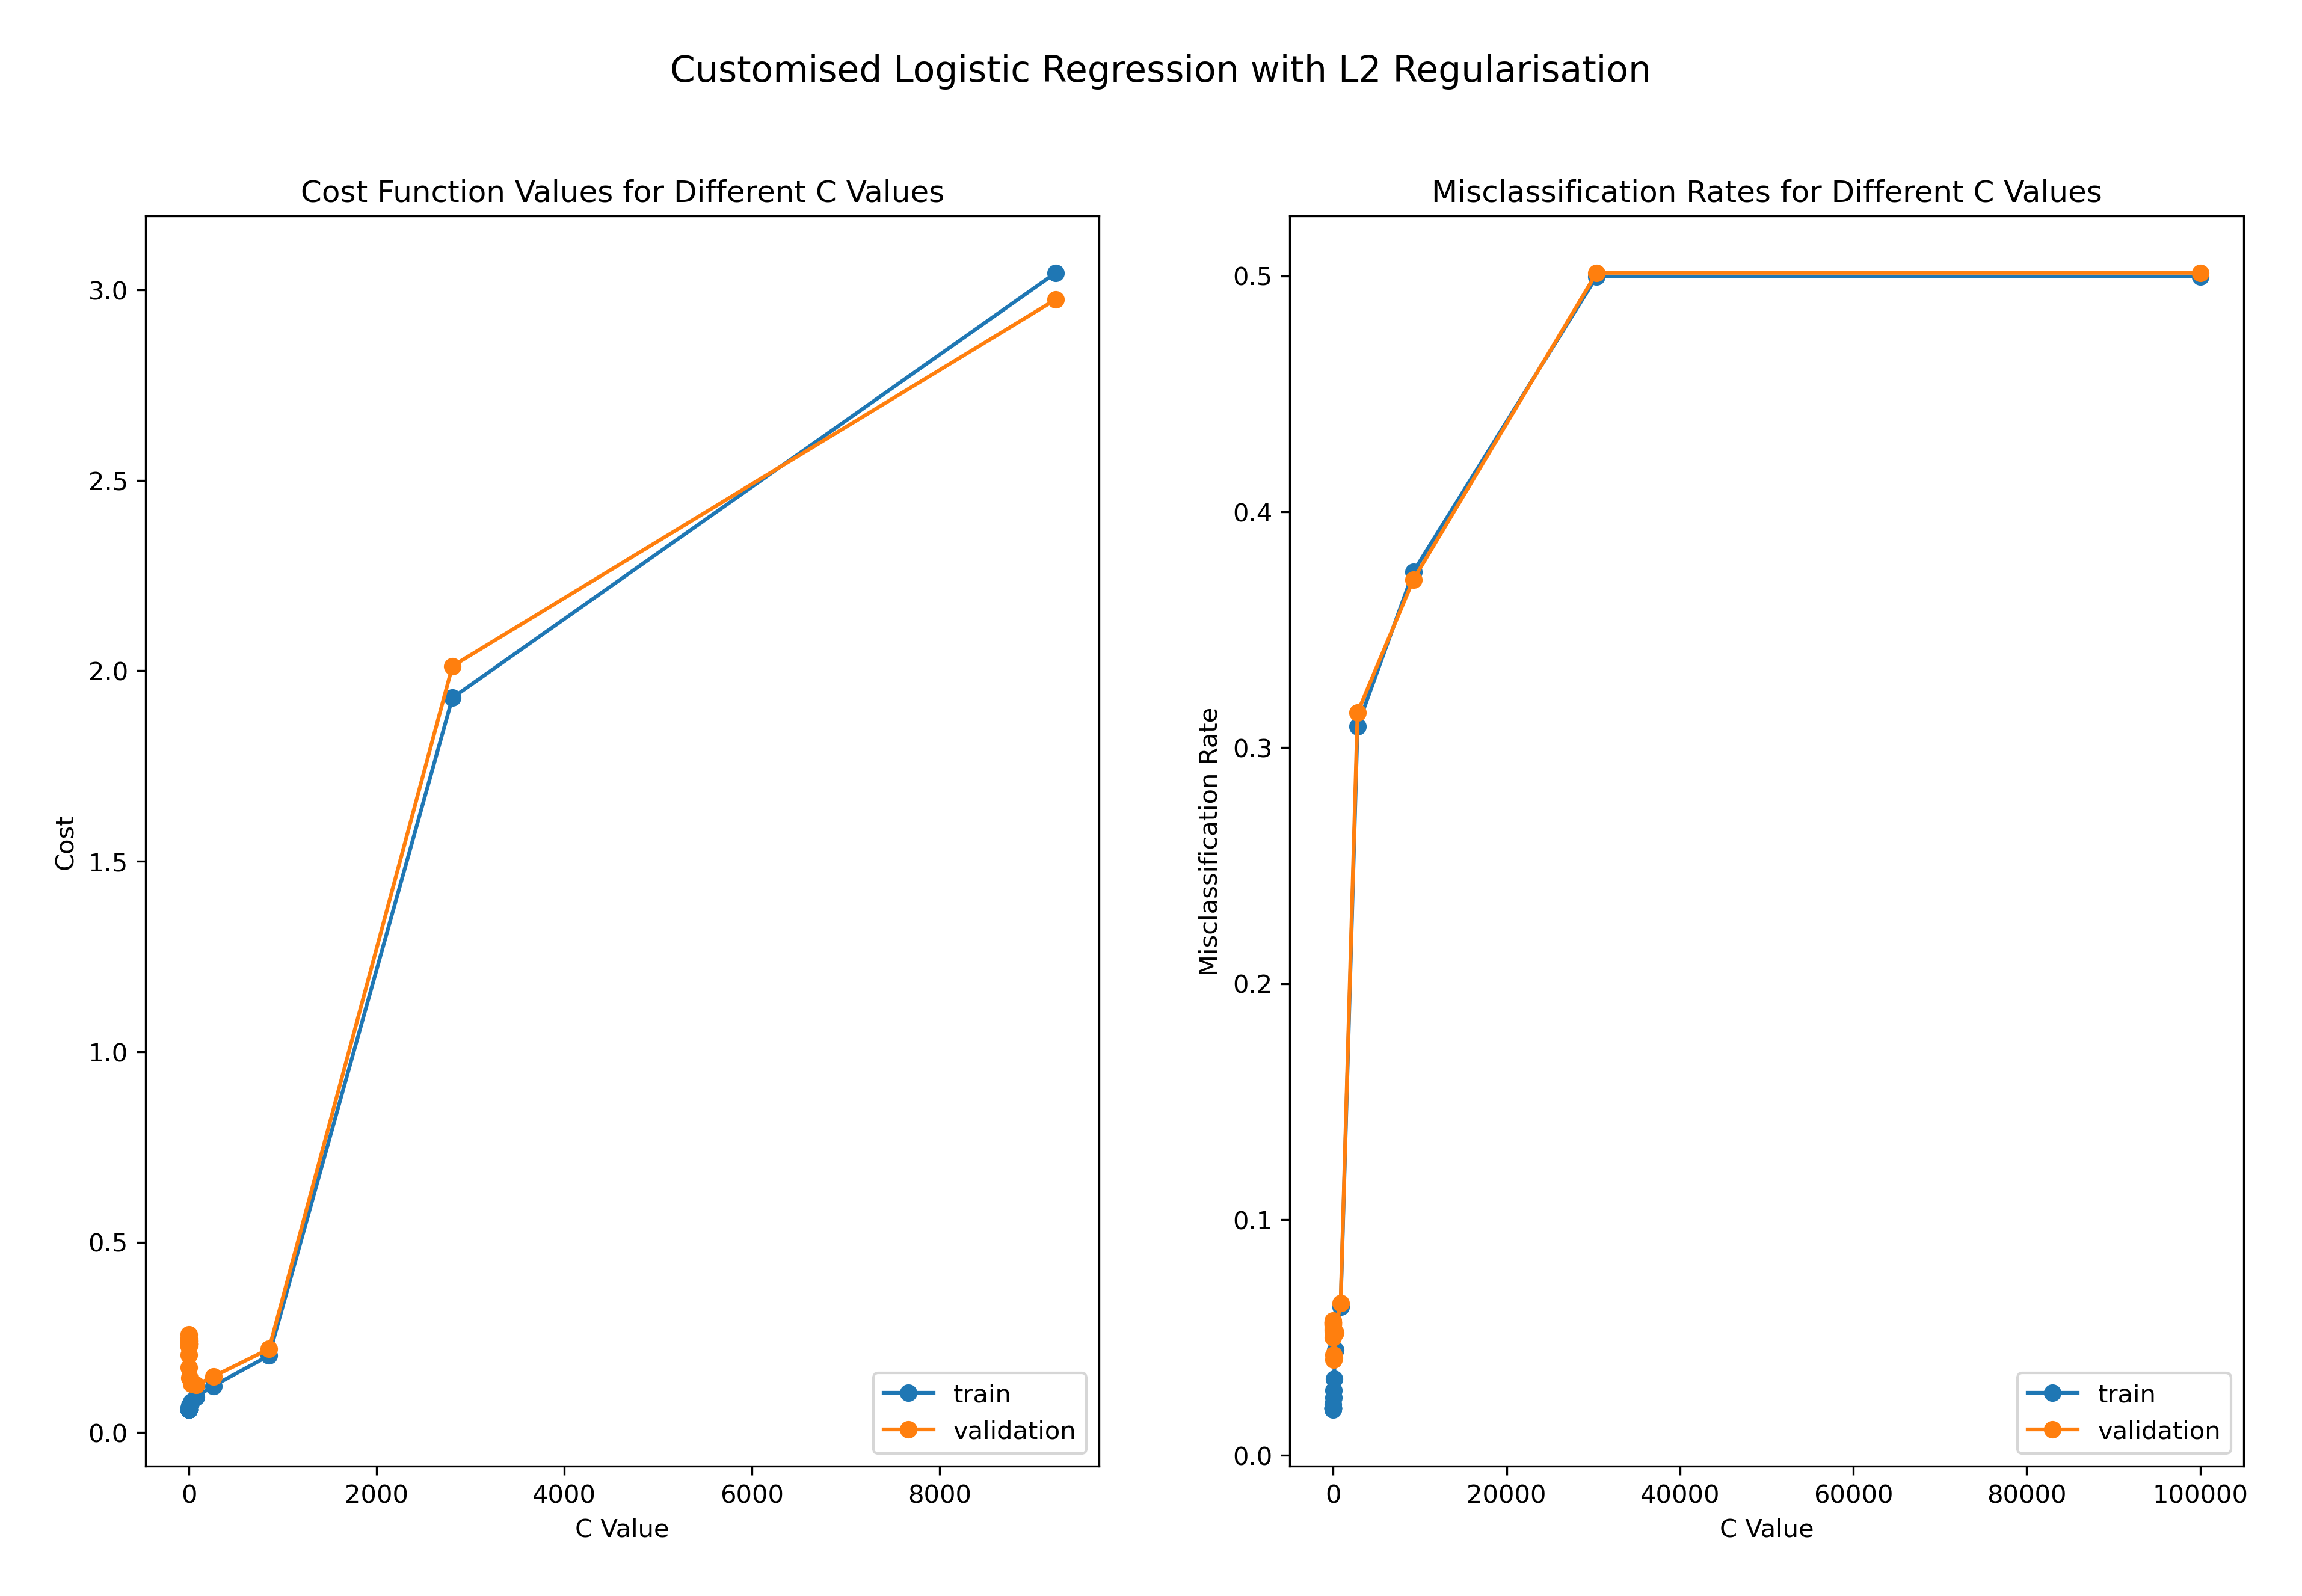 Customised Logistic Regression with L2 Regularisation
Cost Function Values for Different C Values
Cost
3.0
2.5
2.0
1.5
1.0
0.5
0.0
0 2000 4000 6000 8000
C Value
train
validation
Misclassification Rates for Different C Values
Misclassification Rate
0.5
0.4
0.3
0.2
0.1
0.0
0 20000 40000 60000 80000 100000
C Value
train
validation